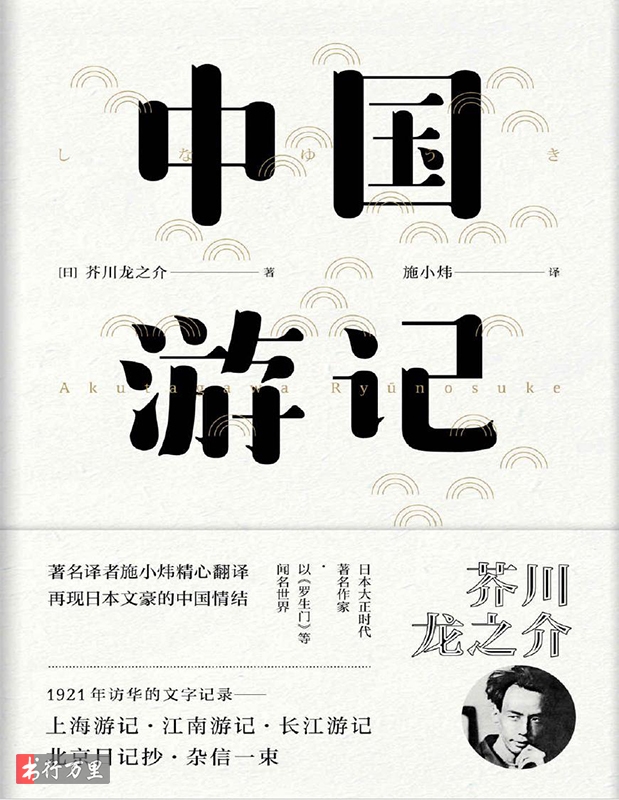 中国
しなゆうき
[日] 芥川龙之介 著
施小炜 译
游记
Akutagawa Ryūnosuke
著名译者施小炜精心翻译
再现日本文豪的中国情结
日本大正时代
著名作家
·
以《罗生门》等
闻名世界
芥川
龙之介
1921年访华的文字记录——
上海游记·江南游记·长江游记
北京日记抄·杂信一束
书行万里